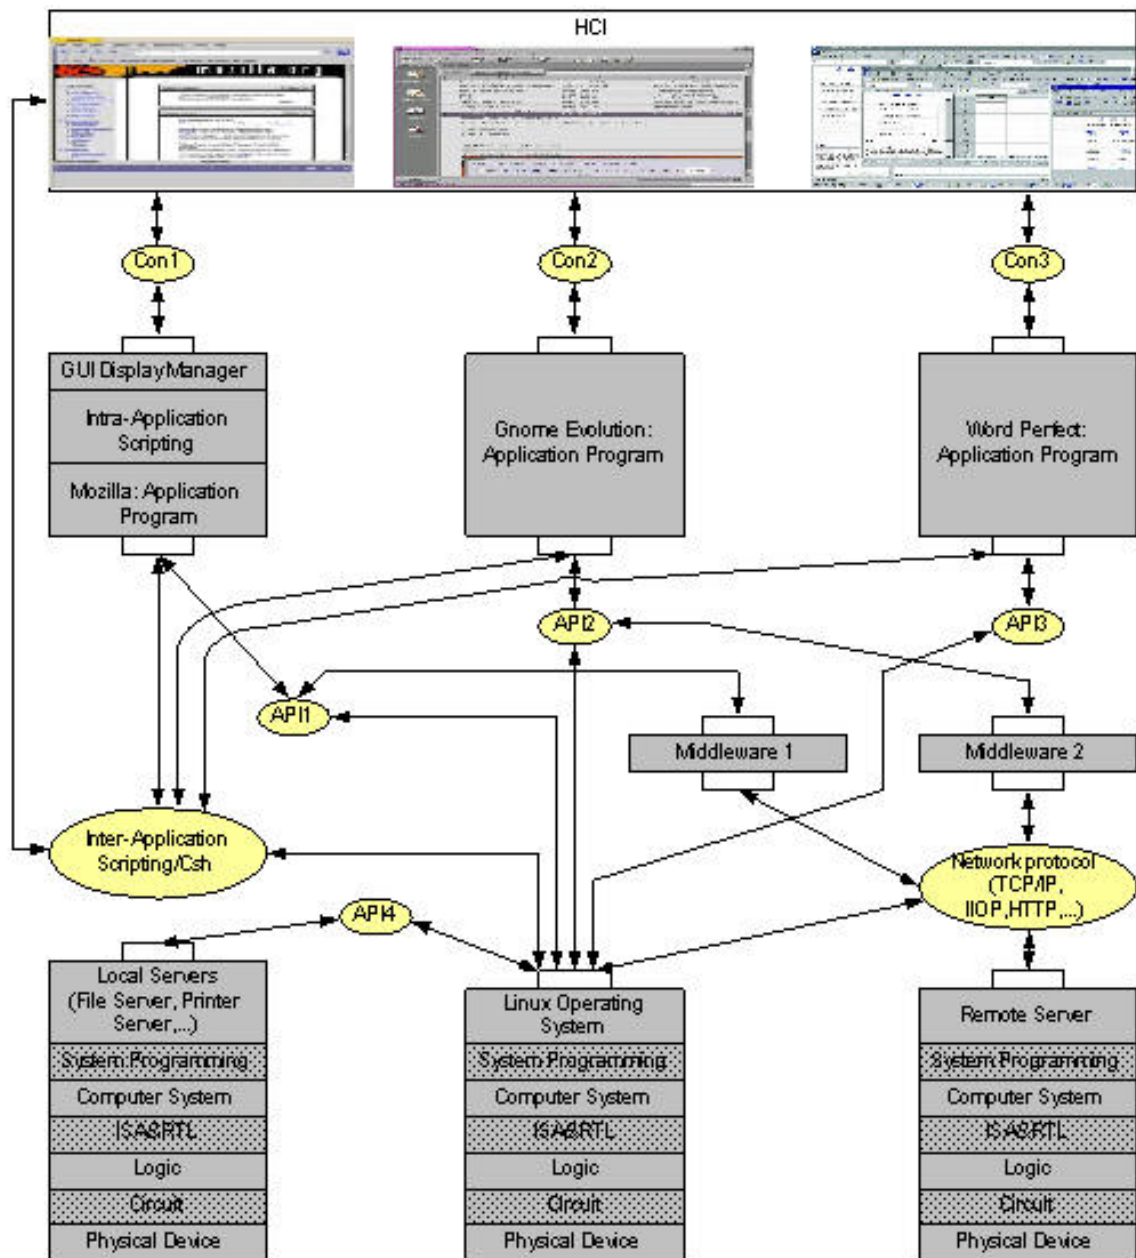 HCI
Con1
Con2
Con3
GUI Display Manager
Intra-Application
Scripting
Mozilla: Application
Program
Gnome Evolution:
Application Program
Word Perfect:
Application Program
API2
API3
API1
Middleware 1
Middleware 2
Inter-Application
Scripting/Csh
Network protocol
(TCP/IP,
IIOP,HTTP,...)
API4
Local Servers
(File Server, Printer
Server,...)
System Programming
Computer System
ISA&RTL
Logic
Circuit
Physical Device
Linux Operating
System
System Programming
Computer System
ISA&RTL
Logic
Circuit
Physical Device
Remote Server
System Programming
Computer System
ISA&RTL
Logic
Circuit
Physical Device